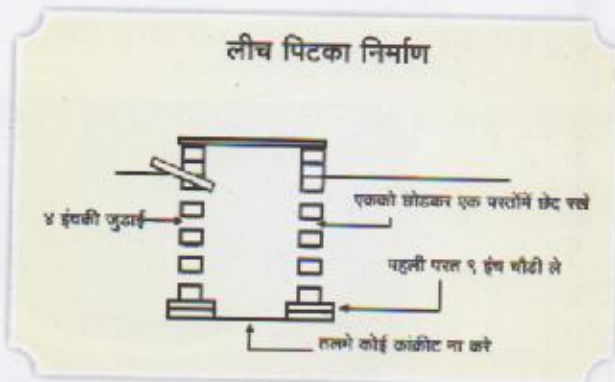 लीच पिटका निर्माण
एकको छोडकर एक परतोंमें छेद रखे
४ इंचकी जुडाई
पहली परत ९ इंच चौडी ले
तलमे कोई कांक्रीट ना करे